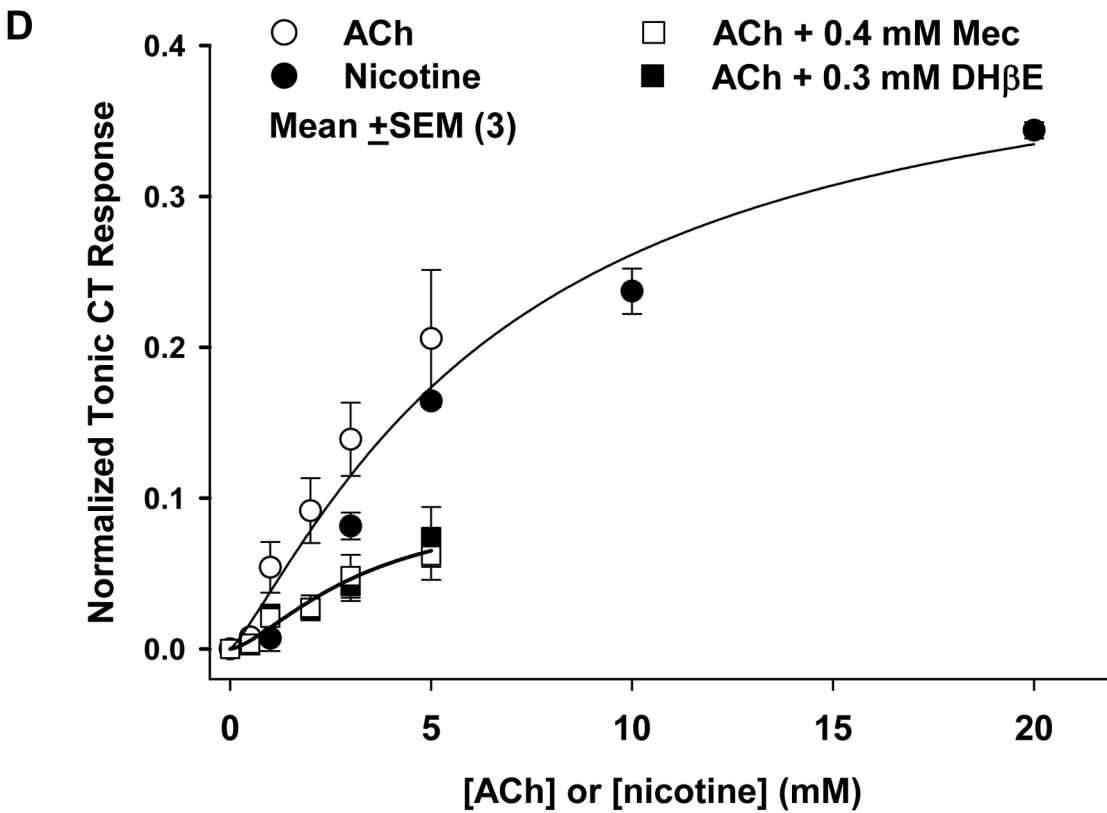 D
ACh
Nicotine
Mean ±SEM (3)
ACh + 0.4 mM Mec
ACh + 0.3 mM DHβE
Normalized Tonic CT Response
0.4
0.3
0.2
0.1
0.0
0 5 10 15 20
[ACh] or [nicotine] (mM)